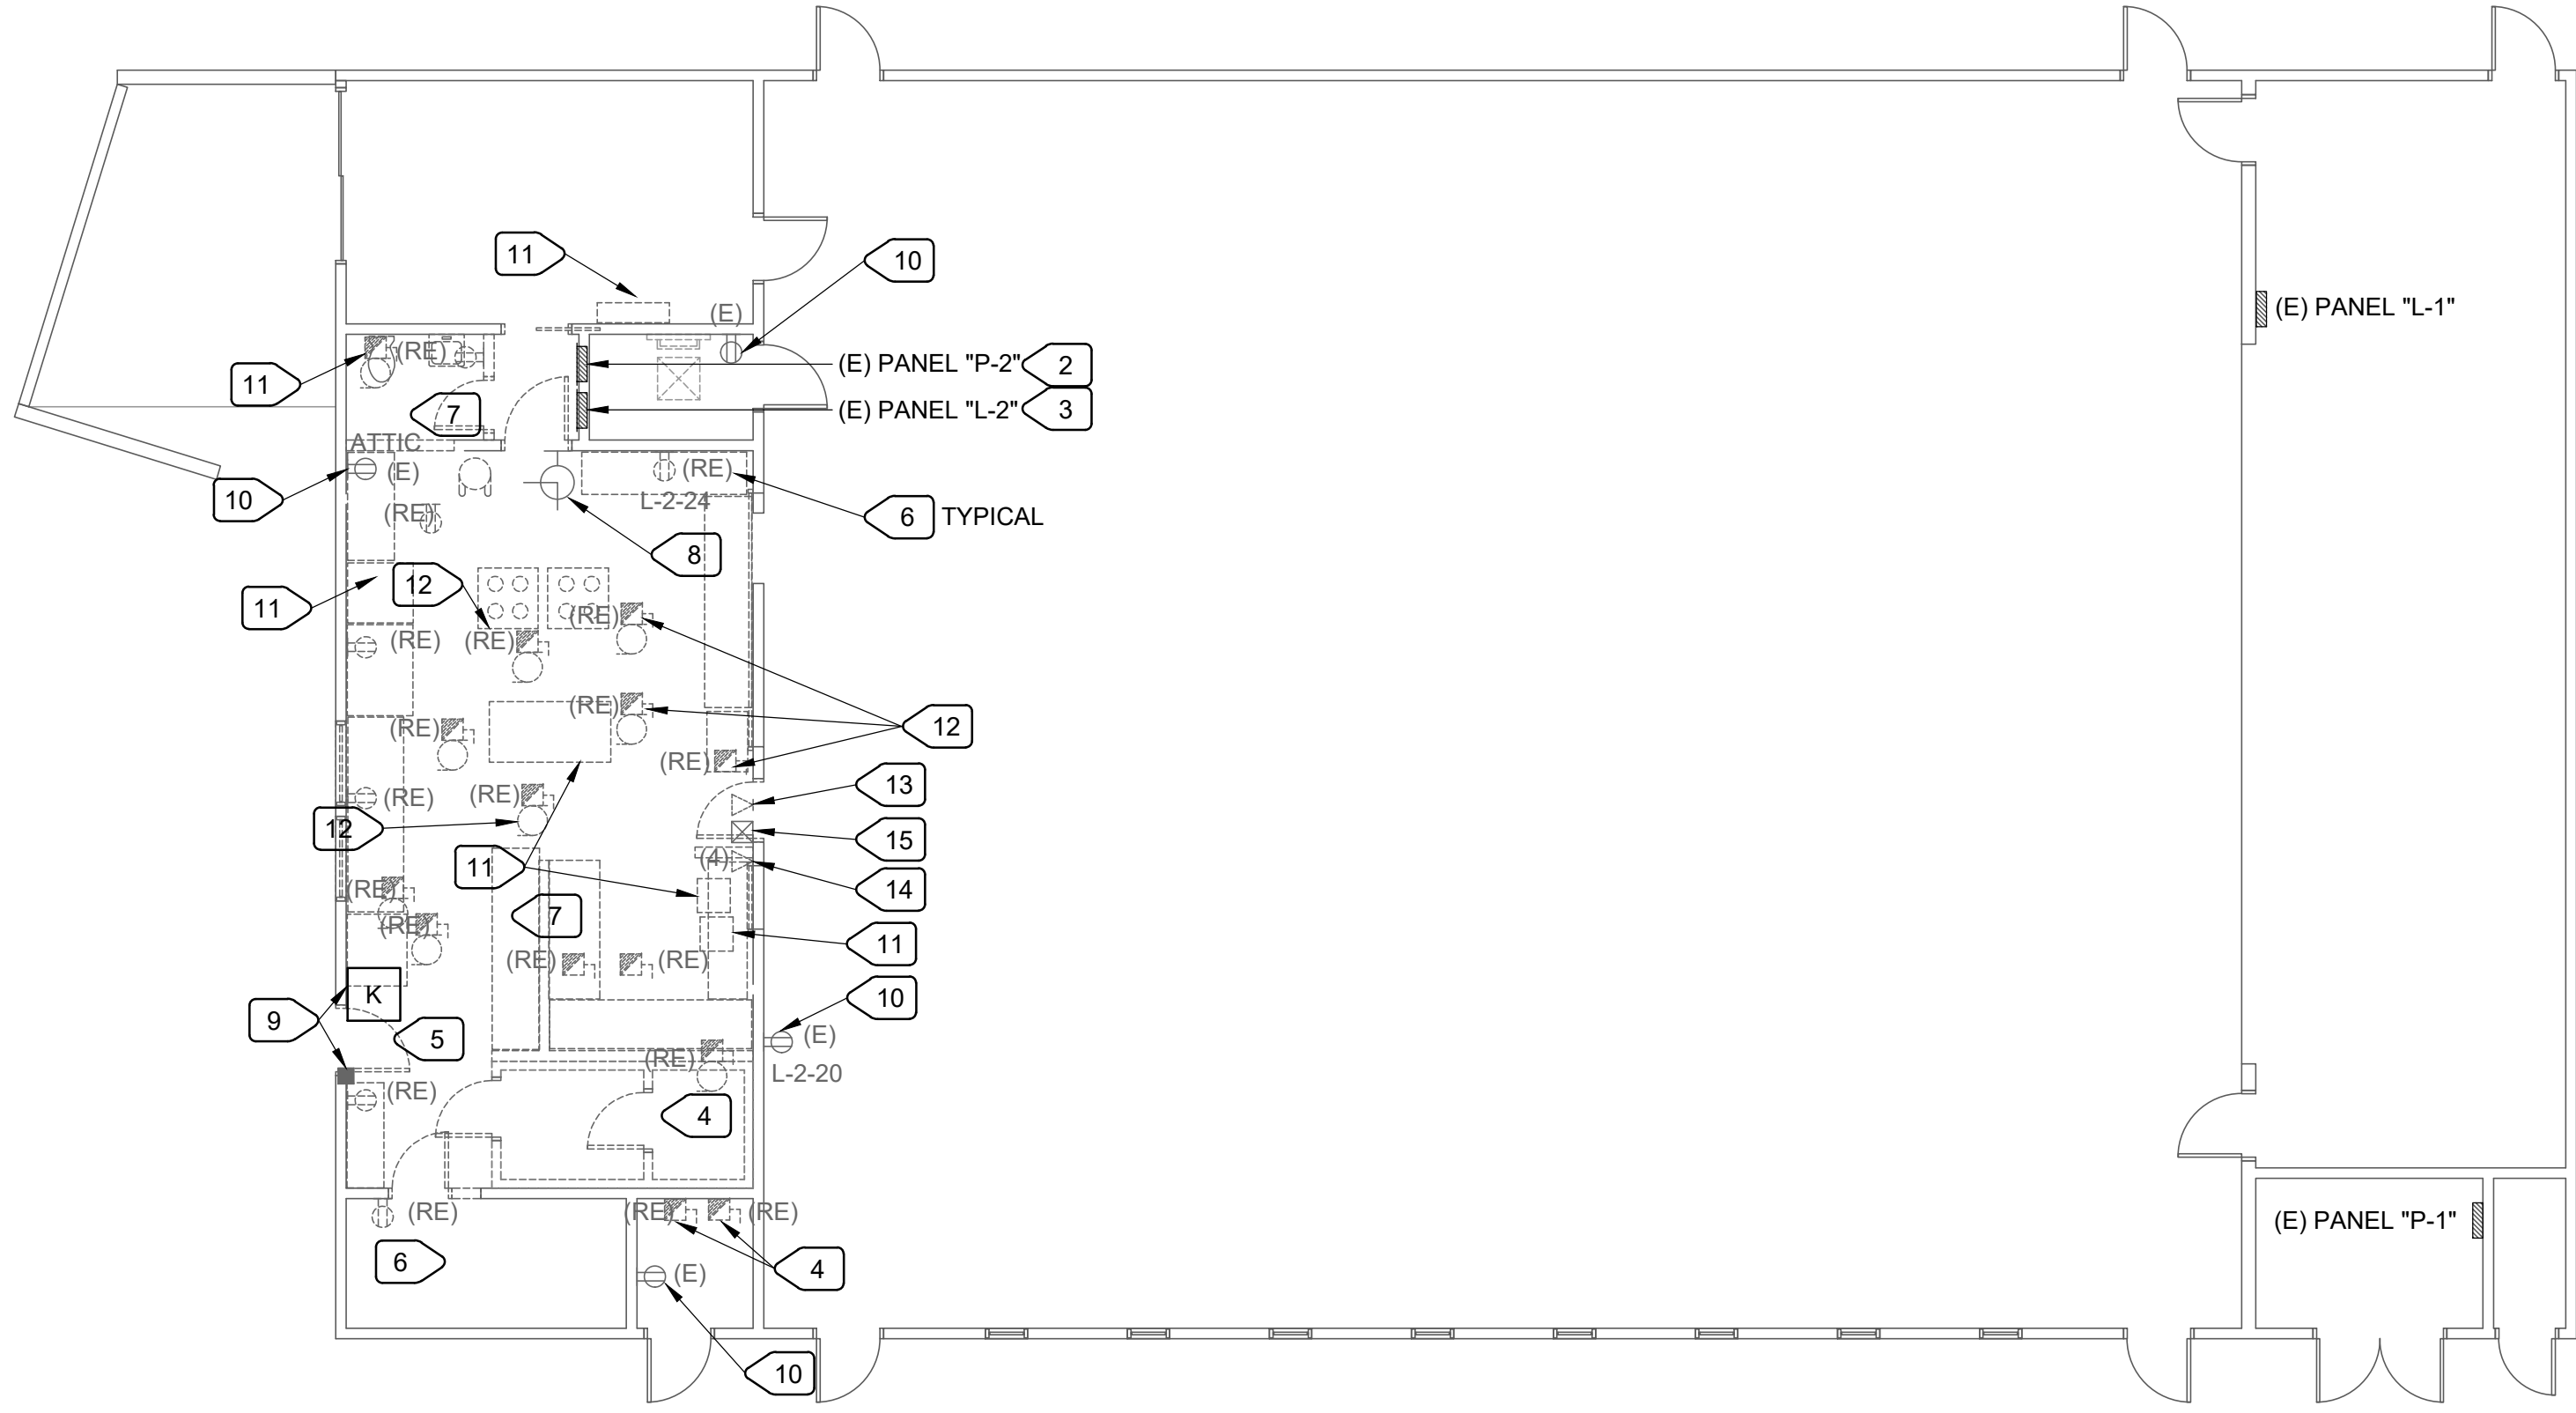 11
10
(E)
(E) PANEL "L-1"
(RE)
11
(E) PANEL "P-2" 2
7
(E) PANEL "L-2" 3
ATTIC
(E)
10
(RE)
L-2-24
(RE)
6 TYPICAL
8
12
11
(RE)
(RE)
(RE)
(RE)
12
(RE)
(RE)
13
(RE)
(RE)
12
15
(4)
11
14
(RE)
7
(RE)
11
(RE)
(RE)
K
10
9
5
(E)
(RE)
L-2-20
(RE)
4
(RE)
(RE)
(RE)
(E) PANEL "P-1"
6
4
(E)
10